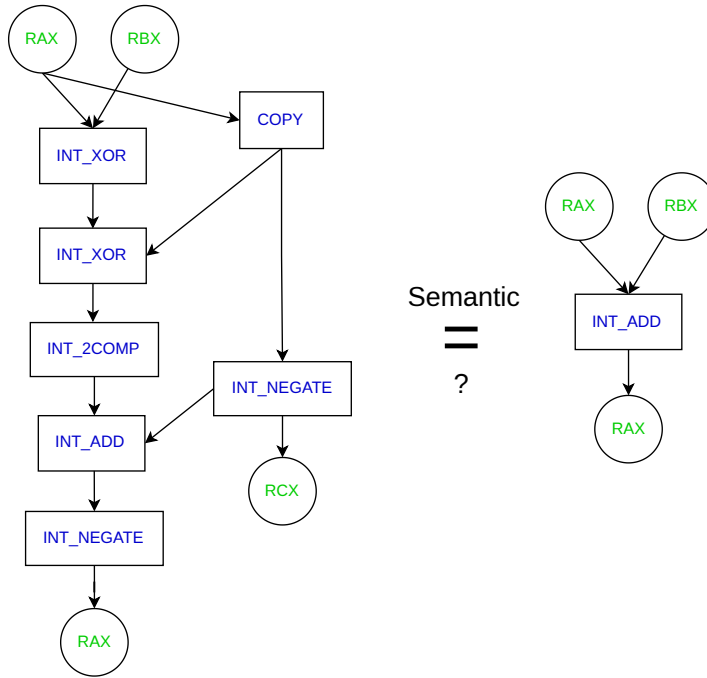 RAX
RBX
COPY
INT_XOR
INT_XOR
INT_2COMP
INT_NEGATE
INT_ADD
RCX
INT_NEGATE
RAX
Semantic
=
?
RAX
RBX
INT_ADD
RAX